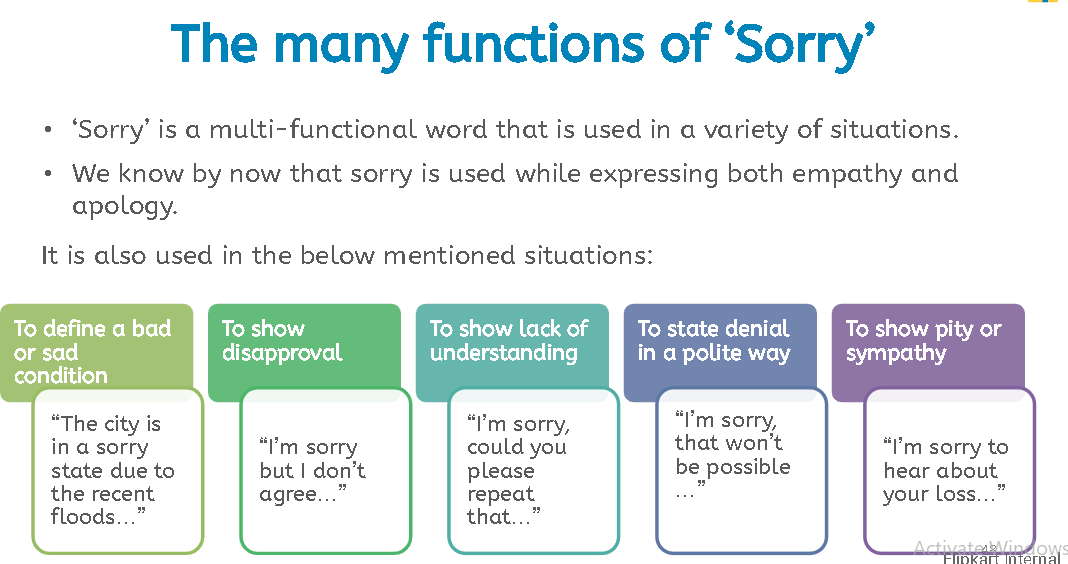 The many functions of ‘Sorry’
• ‘Sorry’ is a multi-functional word that is used in a variety of situations.
• We know by now that sorry is used while expressing both empathy and
apology.
It is also used in the below mentioned situations:
To define a bad
or sad
condition
“The city is
in a sorry
state due to
the recent
floods...”
To show
disapproval
“I’m sorry
but I don’t
agree...”
To show lack of
understanding
“I’m sorry,
could you
please
repeat
that...”
To state denial
in a polite way
“I’m sorry,
that won’t
be possible
...”
To show pity or
sympathy
“I’m sorry to
hear about
your loss...”
Activate Windows
Flipkart Internal